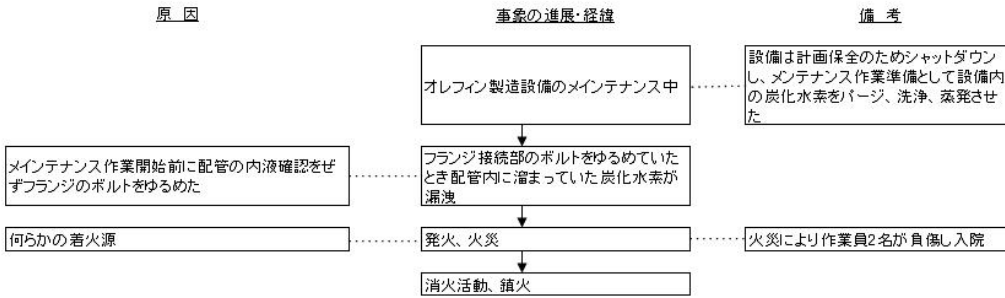 原 因
事象の進展・経緯
備 考
オレフィン製造設備のメインテナンス中
設備は計画保全のためシャットダウン
し、メンテナンス作業準備として設備内
の炭化水素をパージ、洗浄、蒸発させ
た
メインテナンス作業開始前に配管の内液確認をぜ
ずフランジのボルトをゆるめた
フランジ接続部のボルトをゆるめていた
とき配管内に溜まっていた炭化水素が
漏洩
何らかの着火源
発火、火災
火災により作業員2名が負傷し入院
消火活動、鎮火